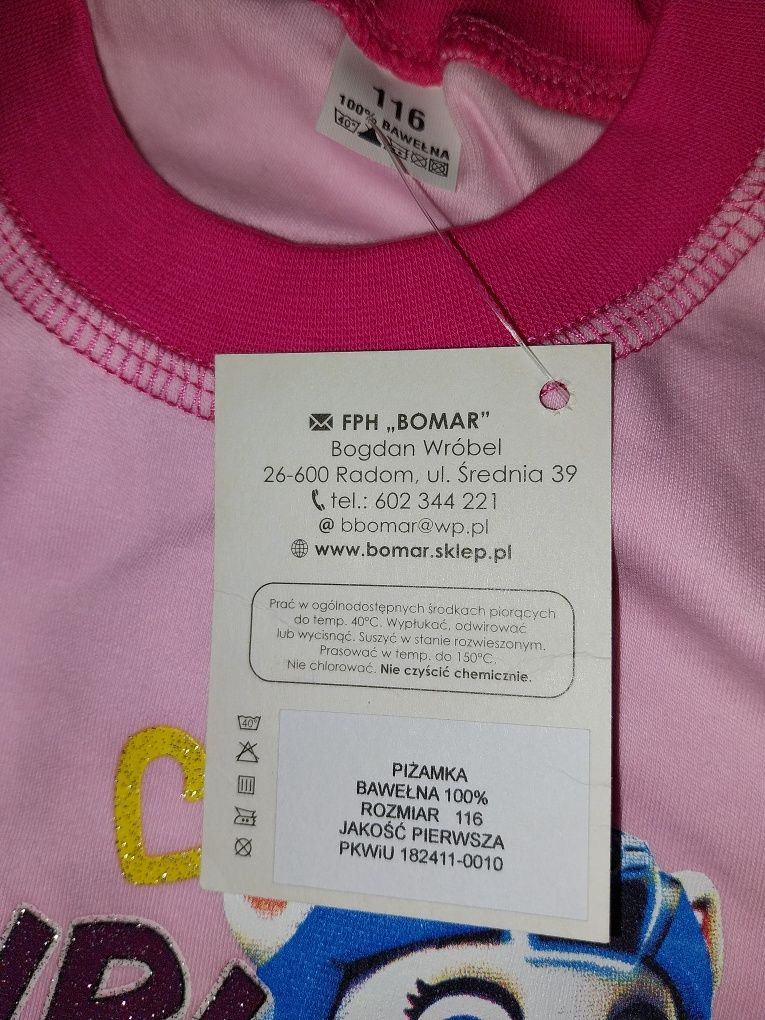 116
100% BAWEŁNA
40°
FPH „BOMAR”
Bogdan Wróbel
26-600 Radom, ul. Średnia 39
tel.: 602 344 221
@ bbomar@wp.pl
www.bomar.sklep.pl
Prać w ogólnodostępnych środkach piorących
do temp. 40°C. Wypłukać, odwirować
lub wycisnąć. Suszyć w stanie rozwieszonym.
Prasować w temp. do 150°C.
Nie chlorować. Nie czyścić chemicznie.
40°
PIŻAMKA
BAWEŁNA 100%
ROZMIAR 116
JAKOŚĆ PIERWSZA
PKWiU 182411-0010